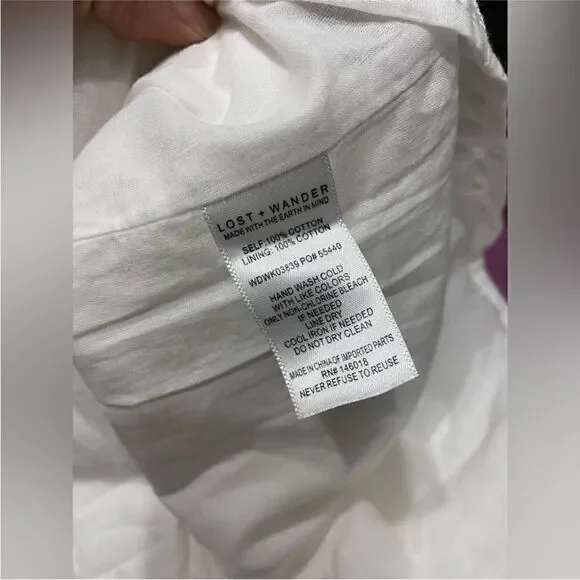 LOST + WANDER
MADE WITH THE EARTH IN MIND
SELF: 100% COTTON
LINING: 100% COTTON
WDWK03839 PO# 55440
HAND WASH COLD
WITH LIKE COLORS
ONLY NON-CHLORINE BLEACH
IF NEEDED
LINE DRY
COOL IRON IF NEEDED
DO NOT DRY CLEAN
MADE IN CHINA OF IMPORTED PARTS
RN# 146018
NEVER REFUSE TO REUSE